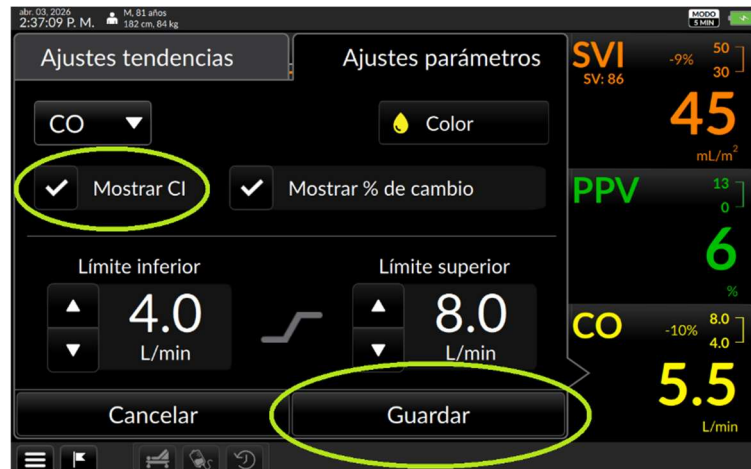 abr. 03, 2026
2:37:09 P. M.
M, 81 años
182 cm, 84 kg
MODO
5 MIN
Ajustes tendencias
Ajustes parámetros
CO
Color
Mostrar CI
Mostrar % de cambio
Límite inferior
Límite superior
4.0
L/min
8.0
L/min
Cancelar
Guardar
SVI
SV: 86
-9%
50
30
45
mL/m²
PPV
13
0
6
%
CO
-10%
8.0
4.0
5.5
L/min